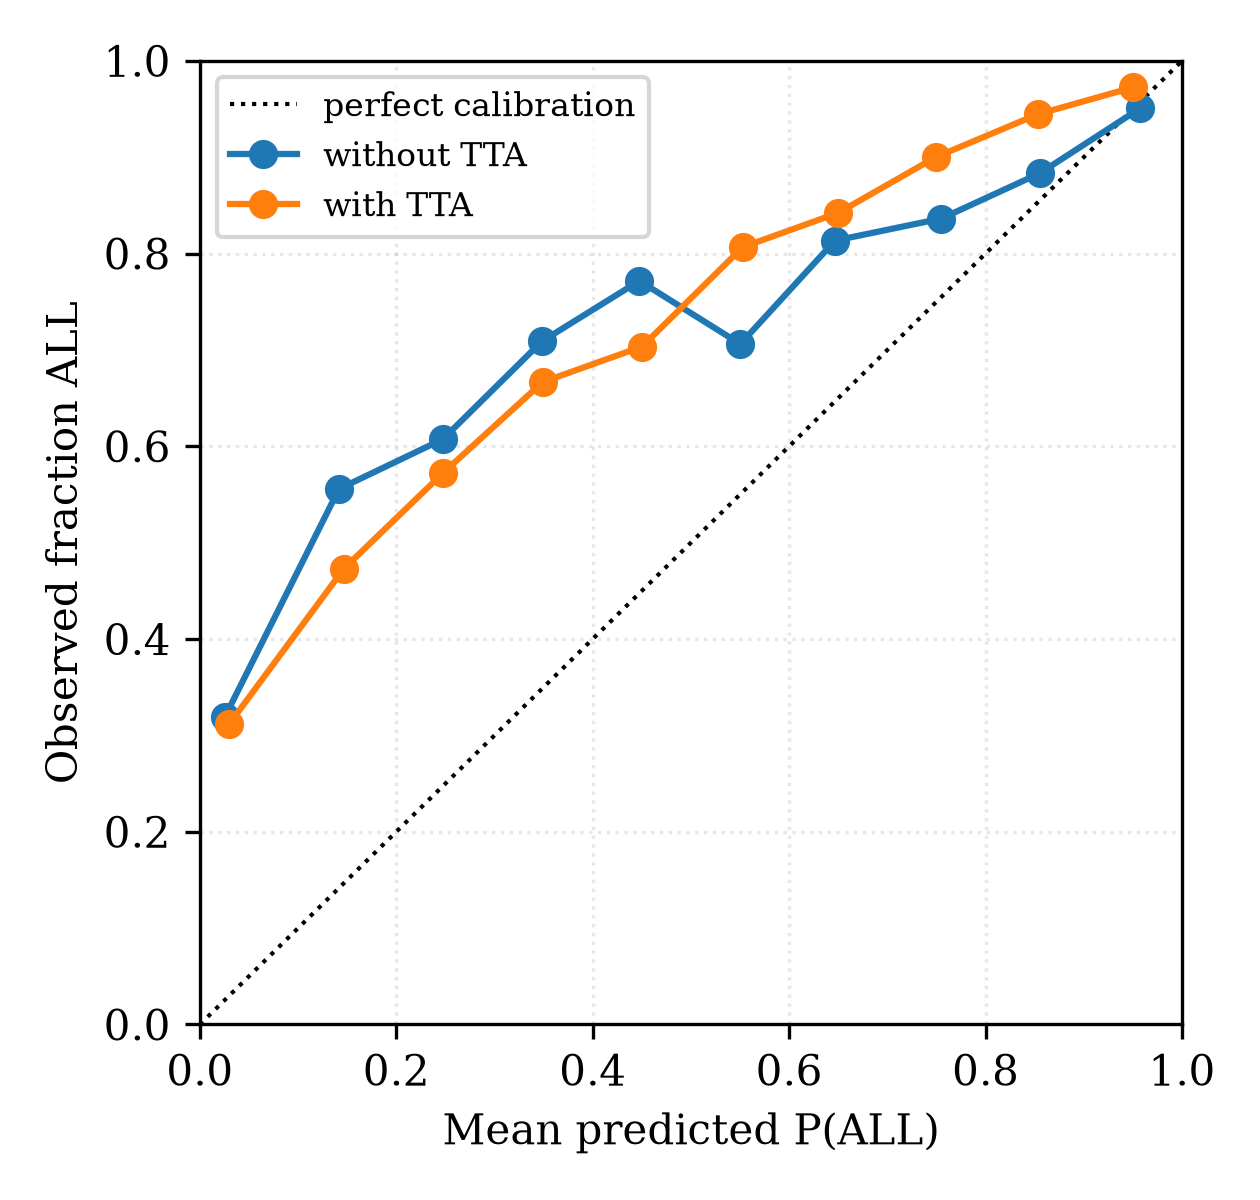 perfect calibration
without TTA
with TTA
Observed fraction ALL
1.0
0.8
0.6
0.4
0.2
0.0
0.0 0.2 0.4 0.6 0.8 1.0
Mean predicted P(ALL)